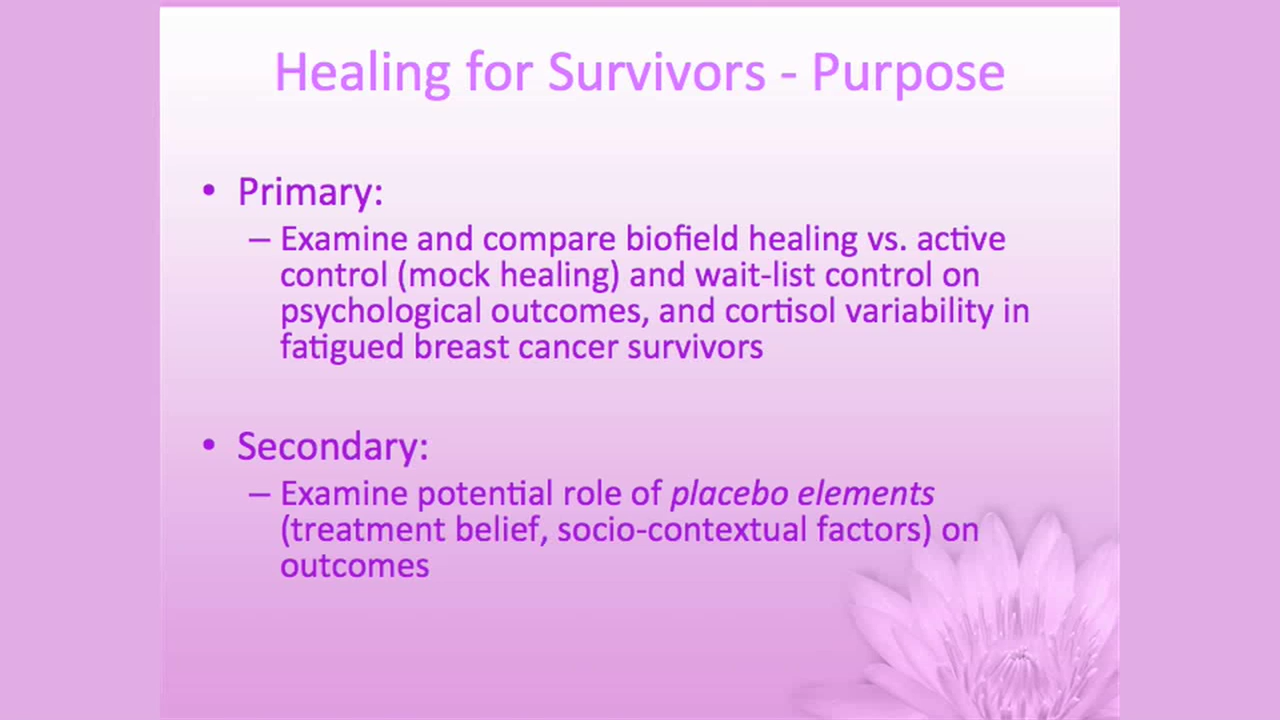 Healing for Survivors - Purpose
• Primary:
– Examine and compare biofield healing vs. active
control (mock healing) and wait-list control on
psychological outcomes, and cortisol variability in
fatigued breast cancer survivors
• Secondary:
– Examine potential role of placebo elements
(treatment belief, socio-contextual factors) on
outcomes